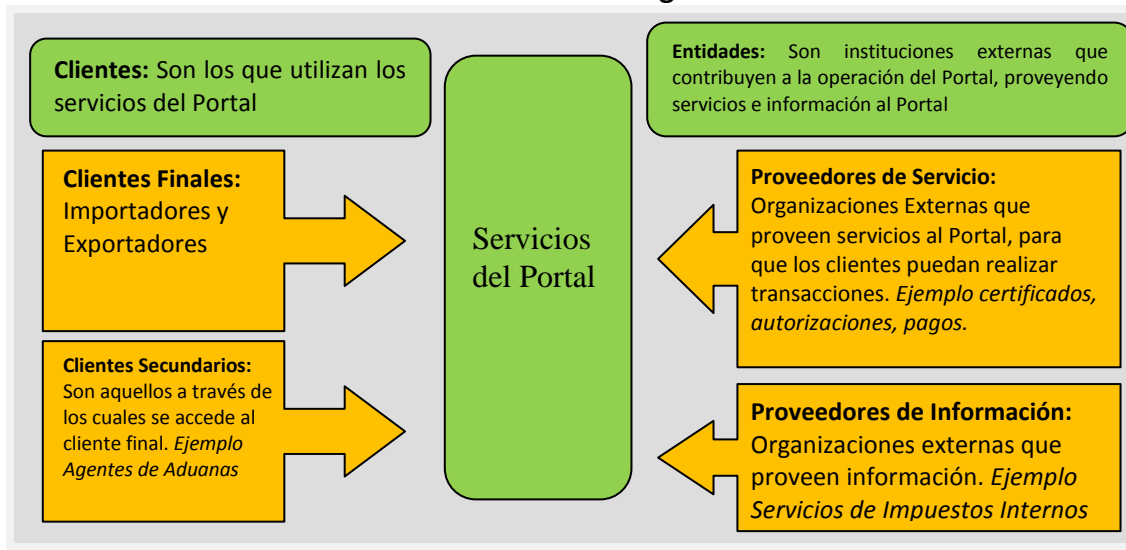 Clientes: Son los que utilizan los
servicios del Portal
Clientes Finales:
Importadores y
Exportadores
Clientes Secundarios:
Son aquellos a través de
los cuales se accede al
cliente final. Ejemplo
Agentes de Aduanas
Servicios
del Portal
Entidades: Son instituciones externas que
contribuyen a la operación del Portal, proveyendo
servicios e información al Portal
Proveedores de Servicio:
Organizaciones Externas que
proveen servicios al Portal, para
que los clientes puedan realizar
transacciones. Ejemplo certificados,
autorizaciones, pagos.
Proveedores de Información:
Organizaciones externas que
proveen información. Ejemplo
Servicios de Impuestos Internos